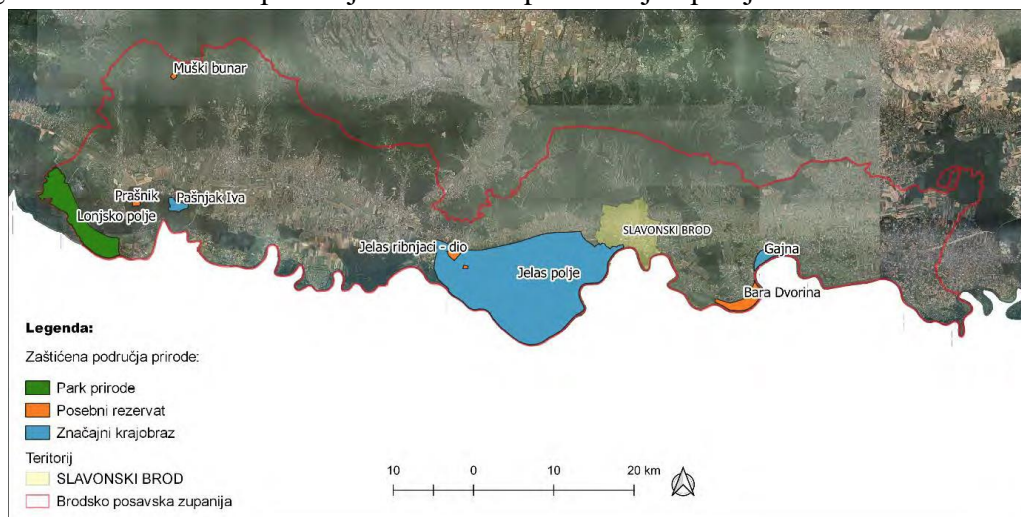 Muški bunar
Prašnik
Pašnjak Iva
Lonjsko polje
Jelas ribnjaci - dio
SLAVONSKI BROD
Jelas polje
Gajna
Bara Dvorina
Legenda:
Zaštićena područja prirode:
Park prirode
Posebni rezervat
Značajni krajobraz
Teritorij
SLAVONSKI BROD
Brodsko posavska zupanija
10 0 10 20 km